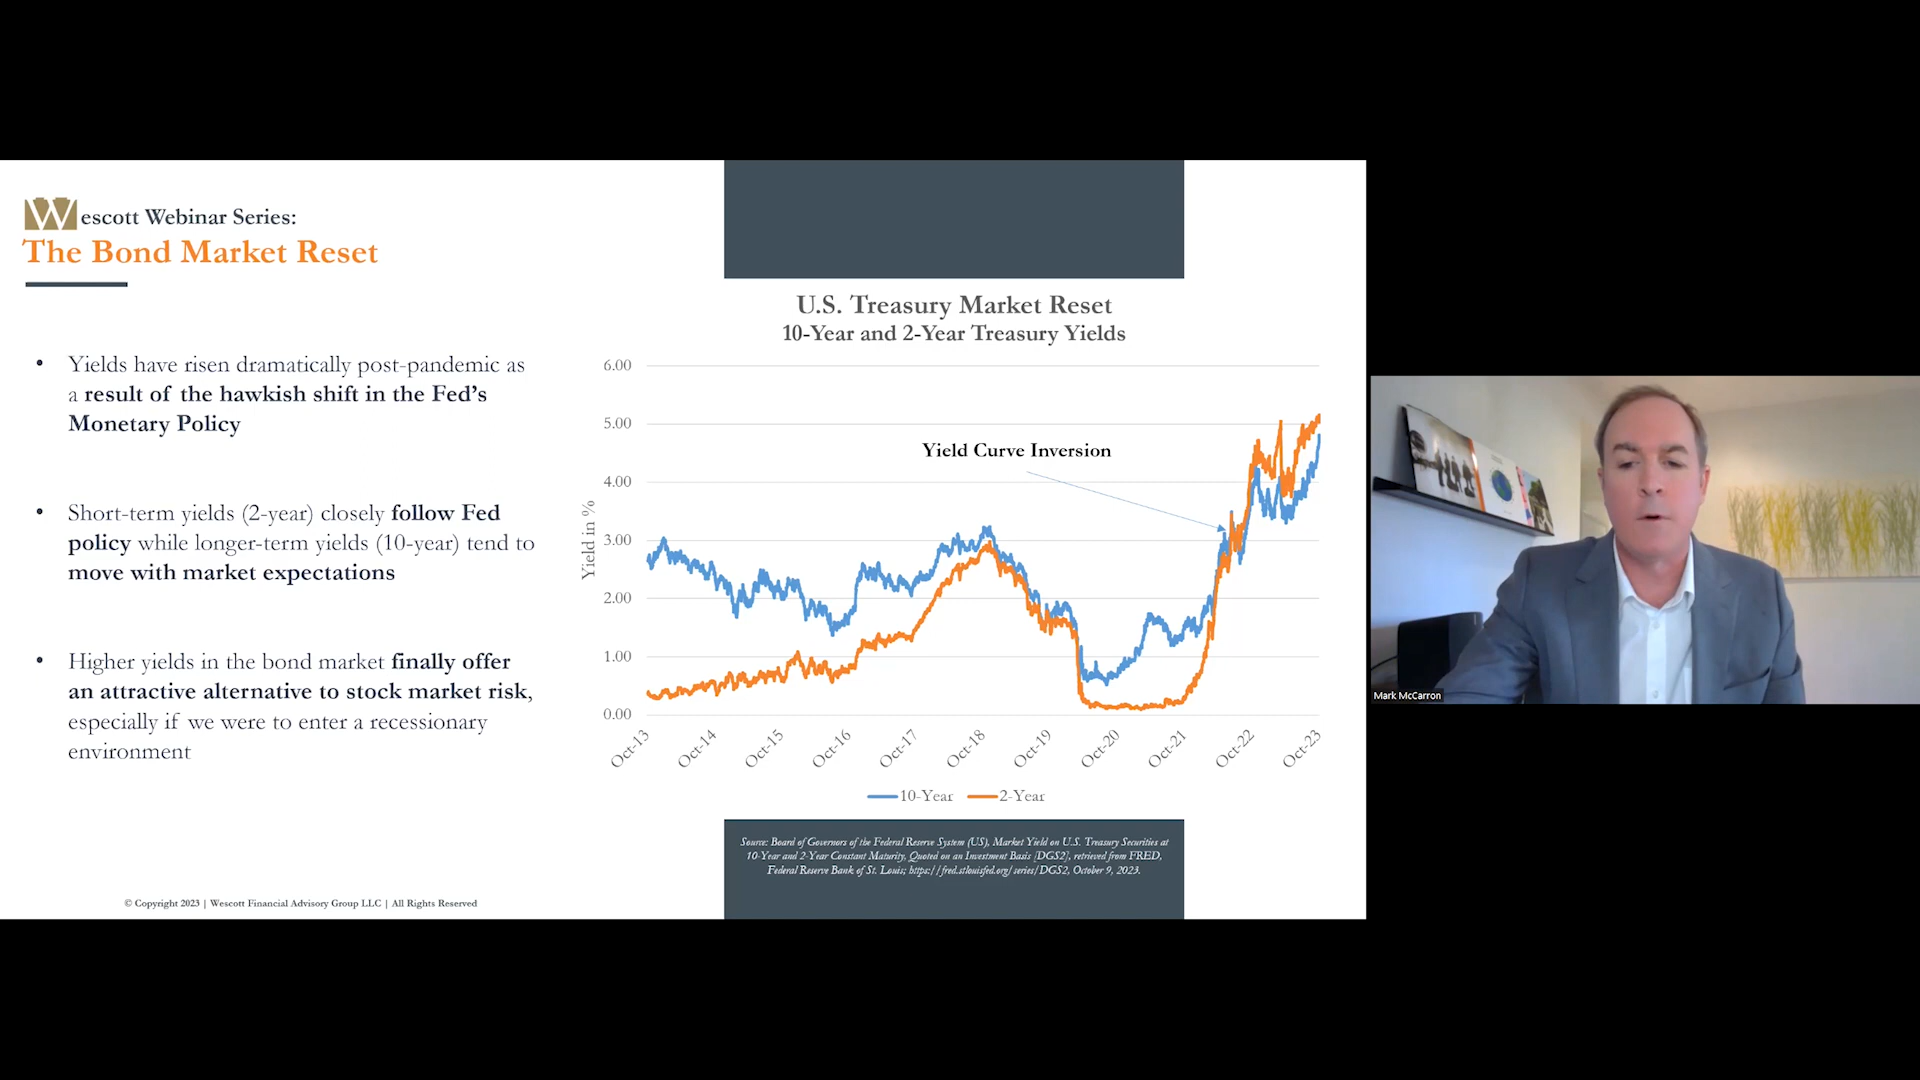 Wescott Webinar Series:
The Bond Market Reset
• Yields have risen dramatically post-pandemic as
a result of the hawkish shift in the Fed's
Monetary Policy
• Short-term yields (2-year) closely follow Fed
policy while longer-term yields (10-year) tend to
move with market expectations
• Higher yields in the bond market finally offer
an attractive alternative to stock market risk,
especially if we were to enter a recessionary
environment
© Copyright 2023 | Wescott Financial Advisory Group LLC | All Rights Reserved
U.S. Treasury Market Reset
10-Year and 2-Year Treasury Yields
Yield in %
6.00
5.00
4.00
3.00
2.00
1.00
0.00
Yield Curve Inversion
Oct-13
Oct-14
Oct-15
Oct-16
Oct-17
Oct-18
Oct-19
Oct-20
Oct-21
Oct-22
Oct-23
10-Year
2-Year
Source: Board of Governors of the Federal Reserve System (US), Market Yield on U.S. Treasury Securities at
10-Year and 2-Year Constant Maturity, Quoted on an Investment Basis [DGS2], retrieved from FRED,
Federal Reserve Bank of St. Louis; https://fred.stlouisfed.org/series/DGS2, October 9, 2023.
Mark McCarron